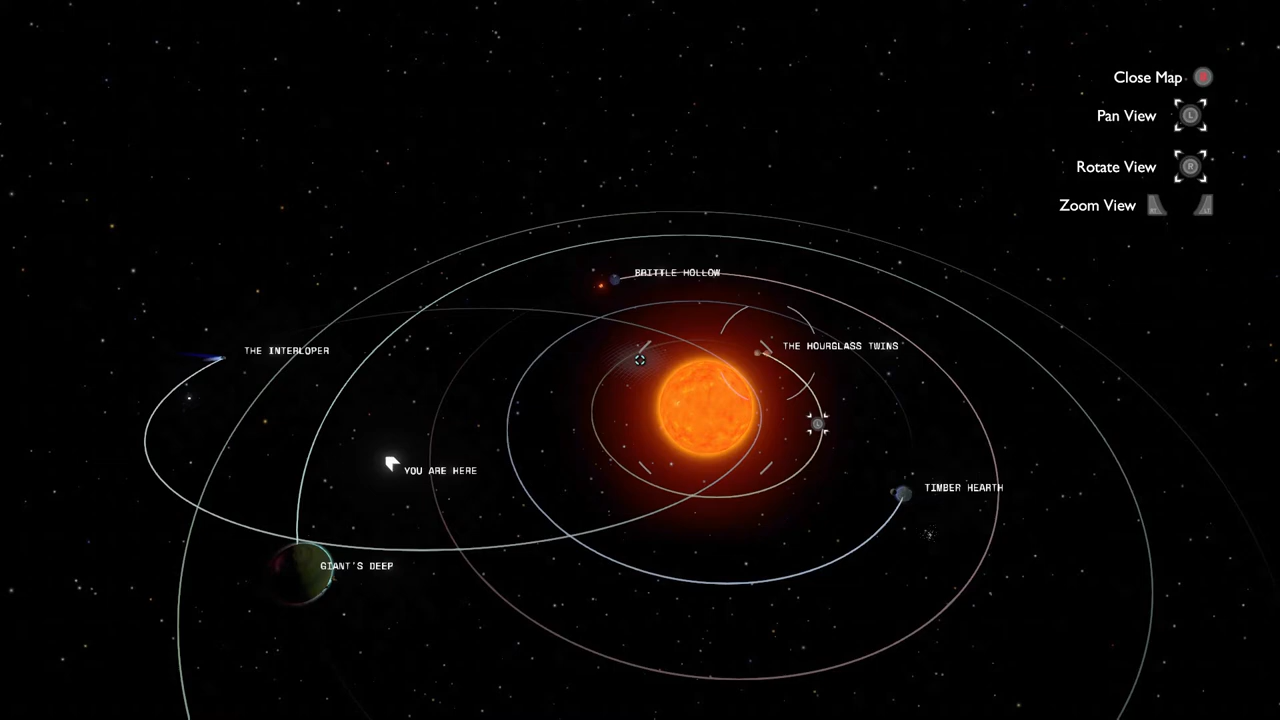 Close Map
Pan View
L
Rotate View
R
Zoom View
BRITTLE HOLLOW
THE INTERLOPER
THE HOURGLASS TWINS
L
YOU ARE HERE
TIMBER HEARTH
GIANT'S DEEP